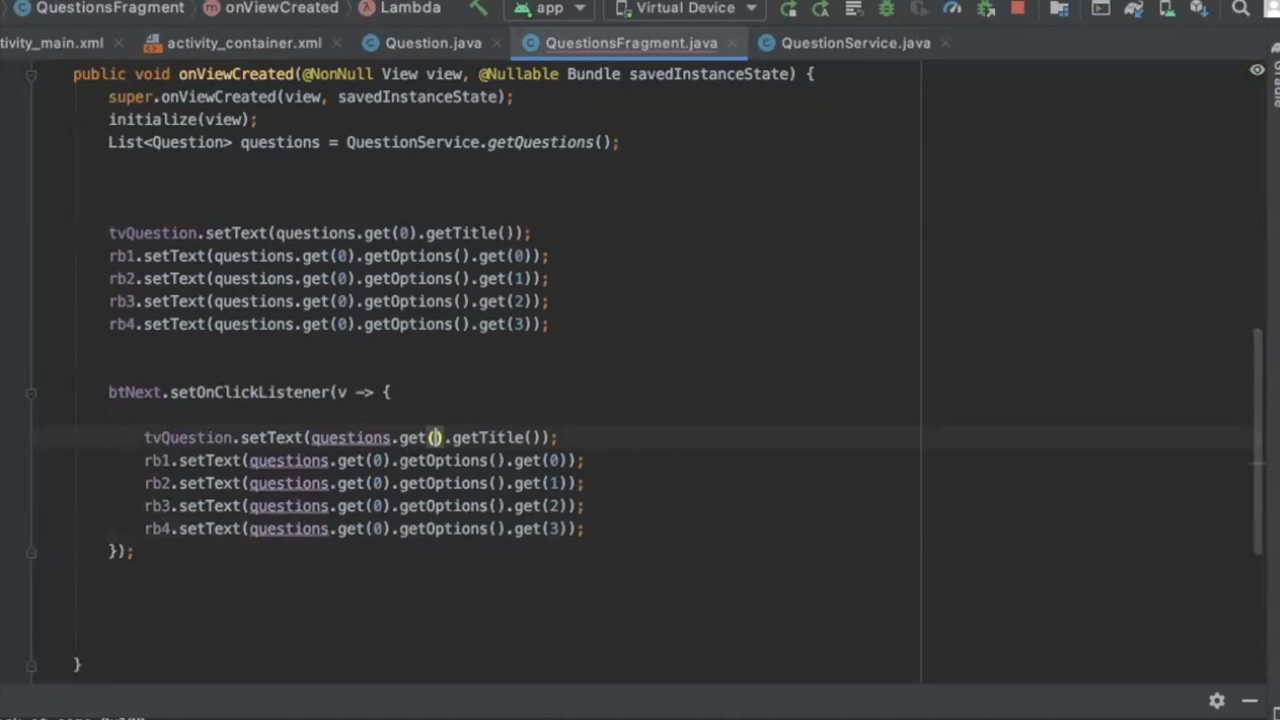 QuestionsFragment onViewCreated Lambda app Virtual Device
tivity_main.xml activity_container.xml Question.java QuestionsFragment.java QuestionService.java
public void onViewCreated(@NonNull View view, @Nullable Bundle savedInstanceState) {
super.onViewCreated(view, savedInstanceState);
initialize(view);
List<Question> questions = QuestionService.getQuestions();
tvQuestion.setText(questions.get(0).getTitle());
rb1.setText(questions.get(0).getOptions().get(0));
rb2.setText(questions.get(0).getOptions().get(1));
rb3.setText(questions.get(0).getOptions().get(2));
rb4.setText(questions.get(0).getOptions().get(3));
btNext.setOnClickListener(v -> {
tvQuestion.setText(questions.get().getTitle());
rb1.setText(questions.get(0).getOptions().get(0));
rb2.setText(questions.get(0).getOptions().get(1));
rb3.setText(questions.get(0).getOptions().get(2));
rb4.setText(questions.get(0).getOptions().get(3));
});
}